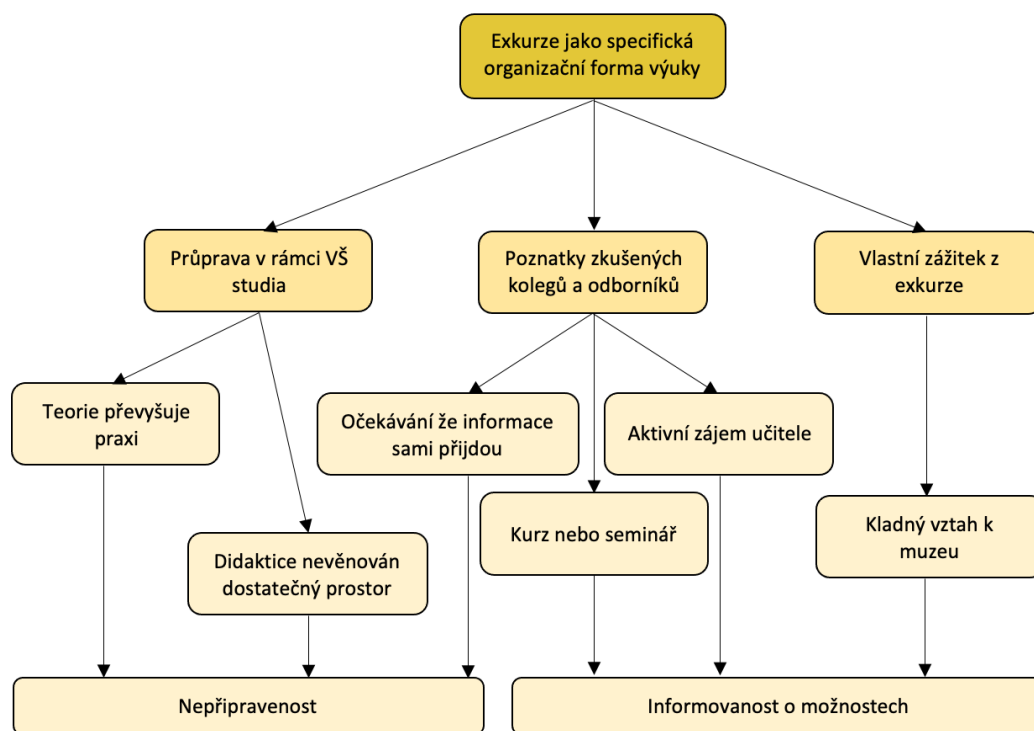 Exkurze jako specifická
organizační forma výuky
Průprava v rámci VŠ
studia
Poznatky zkušených
kolegů a odborníků
Vlastní zážitek z
exkurze
Teorie převyšuje
praxi
Očekávání že informace
sami přijdou
Aktivní zájem učitele
Kurz nebo seminář
Kladný vztah k
muzeu
Didaktice nevěnován
dostatečný prostor
Nepřipravenost
Informovanost o možnostech